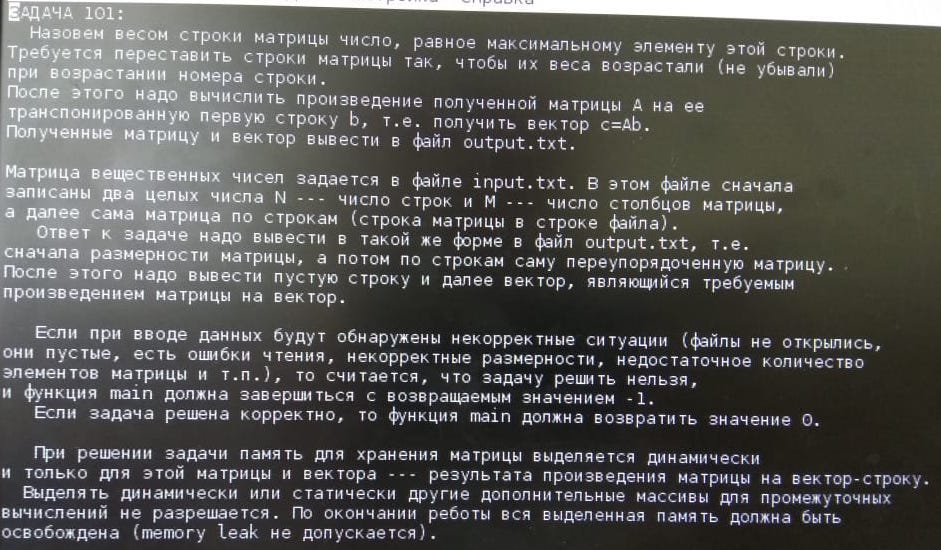 ЗАДАЧА 101:
Назовем весом строки матрицы число, равное максимальному элементу этой строки.
Требуется переставить строки матрицы так, чтобы их веса возрастали (не убывали)
при возрастании номера строки.
После этого надо вычислить произведение полученной матрицы A на ее
транспонированную первую строку b, т.е. получить вектор c=Ab.
Полученные матрицу и вектор вывести в файл output.txt.
Матрица вещественных чисел задается в файле input.txt. В этом файле сначала
записаны два целых числа N --- число строк и M --- число столбцов матрицы,
а далее сама матрица по строкам (строка матрицы в строке файла).
Ответ к задаче надо вывести в такой же форме в файл output.txt, т.е.
сначала размерности матрицы, а потом по строкам саму переупорядоченную матрицу.
После этого надо вывести пустую строку и далее вектор, являющийся требуемым
произведением матрицы на вектор.
Если при вводе данных будут обнаружены некорректные ситуации (файлы не открылись,
они пустые, есть ошибки чтения, некорректные размерности, недостаточное количество
элементов матрицы и т.п.), то считается, что задачу решить нельзя,
и функция main должна завершиться с возвращаемым значением -1.
Если задача решена корректно, то функция main должна возвратить значение 0.
При решении задачи память для хранения матрицы выделяется динамически
и только для этой матрицы и вектора --- результата произведения матрицы на вектор-строку.
Выделять динамически или статически другие дополнительные массивы для промежуточных
вычислений не разрешается. По окончании работы вся выделенная память должна быть
освобождена (memory leak не допускается).